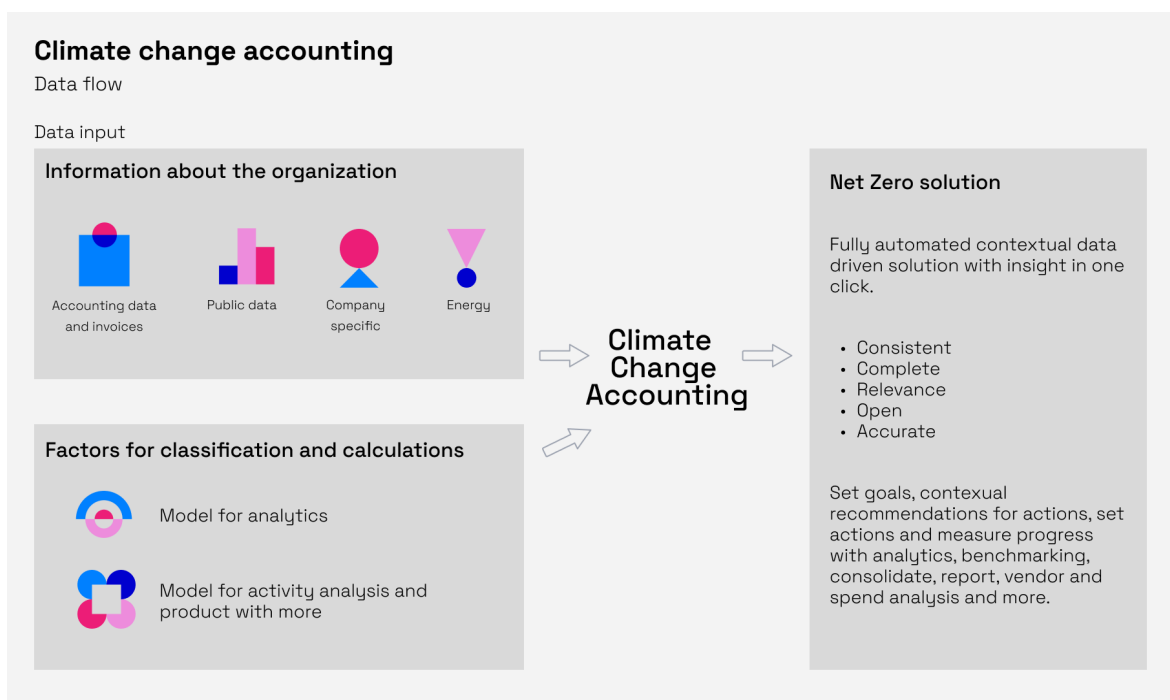 Climate change accounting
Data flow
Data input
Information about the organization
Accounting data
and invoices
Public data
Company
specific
Energy
Factors for classification and calculations
Model for analytics
Model for activity analysis and
product with more
Climate
Change
Accounting
Net Zero solution
Fully automated contextual data
driven solution with insight in one
click.
• Consistent
• Complete
• Relevance
• Open
• Accurate
Set goals, contexual
recommendations for actions, set
actions and measure progress
with analytics, benchmarking,
consolidate, report, vendor and
spend analysis and more.